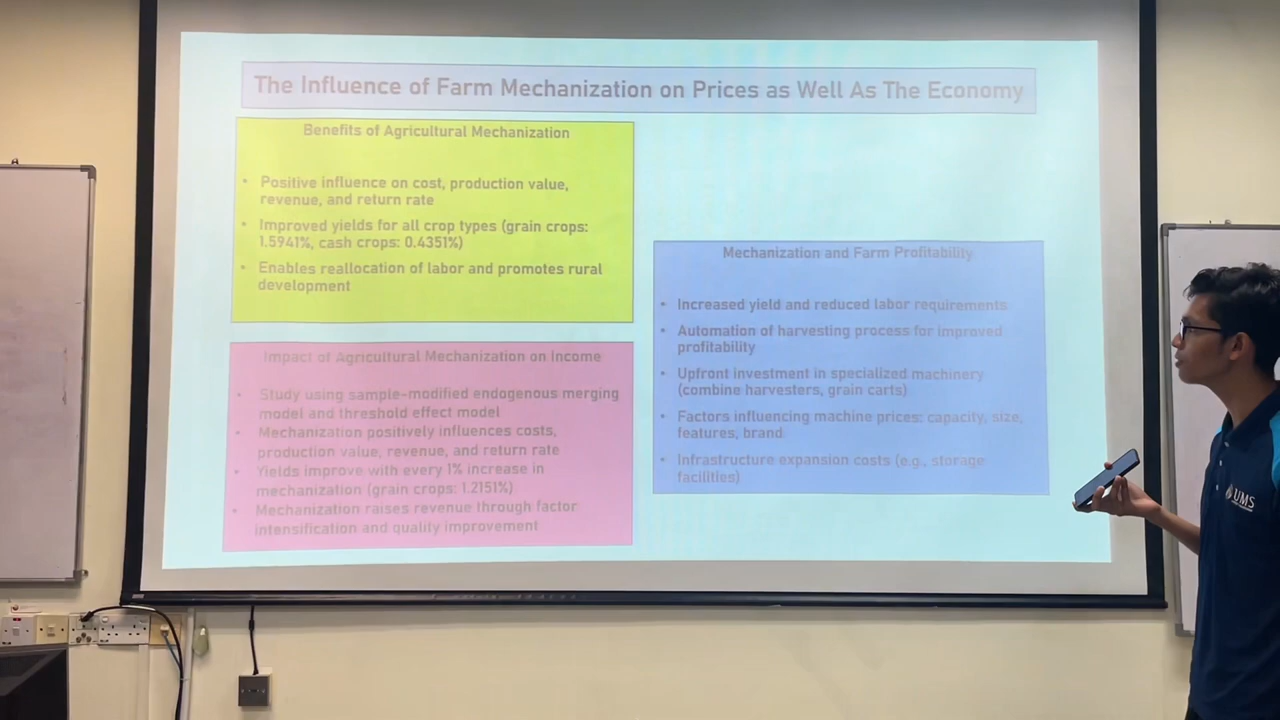 The Influence of Farm Mechanization on Prices as Well As The Economy
Benefits of Agricultural Mechanization
• Positive influence on cost, production value,
revenue, and return rate
• Improved yields for all crop types (grain crops:
1.5941%, cash crops: 0.4351%)
• Enables reallocation of labor and promotes rural
development
Impact of Agricultural Mechanization on Income
• Study using sample-modified endogenous merging
model and threshold effect model
• Mechanization positively influences costs,
production value, revenue, and return rate
• Yields improve with every 1% increase in
mechanization (grain crops: 1.2151%)
• Mechanization raises revenue through factor
intensification and quality improvement
Mechanization and Farm Profitability
• Increased yield and reduced labor requirements
• Automation of harvesting process for improved
profitability
• Upfront investment in specialized machinery
(combine harvesters, grain carts)
• Factors influencing machine prices: capacity, size,
features, brand
• Infrastructure expansion costs (e.g., storage
facilities)
UMS